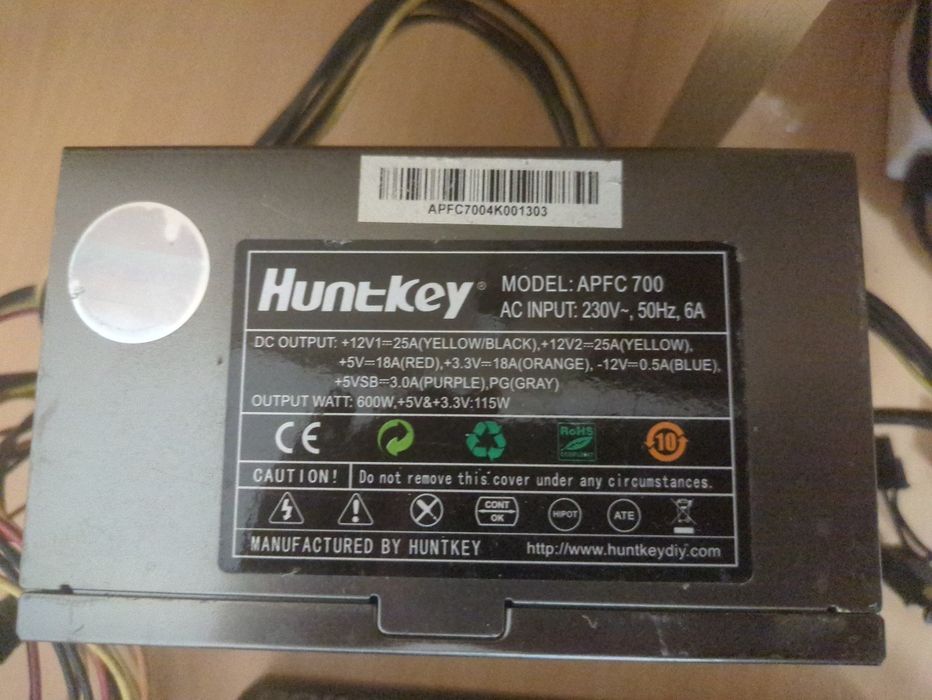 APFC7004K001303
Huntkey®
MODEL: APFC 700
AC INPUT: 230V~, 50Hz, 6A
DC OUTPUT: +12V1⎓25A(YELLOW/BLACK),+12V2⎓25A(YELLOW),
+5V⎓18A(RED),+3.3V⎓18A(ORANGE), -12V⎓0.5A(BLUE),
+5VSB⎓3.0A(PURPLE),PG(GRAY)
OUTPUT WATT: 600W,+5V&+3.3V:115W
CE
RoHS
10
CAUTION! Do not remove this cover under any circumstances.
CONT
OK
HIPOT
ATE
MANUFACTURED BY HUNTKEY http://www.huntkeydiy.com